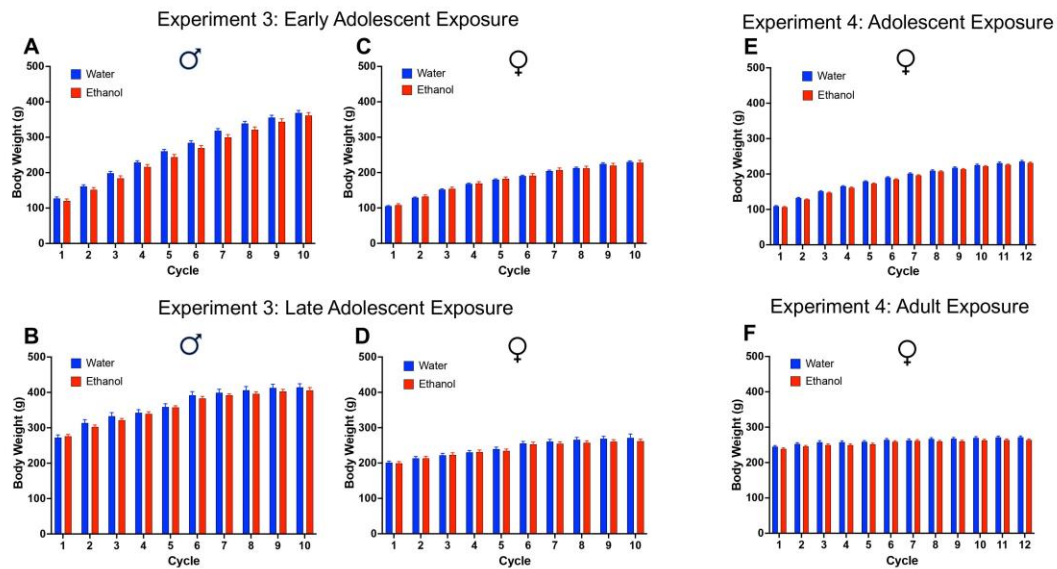 Experiment 3: Early Adolescent Exposure
A
♂
Water
Ethanol
Body Weight (g)
500
400
300
200
100
0
1 2 3 4 5 6 7 8 9 10
Cycle
C
♀
Water
Ethanol
Body Weight (g)
500
400
300
200
100
0
1 2 3 4 5 6 7 8 9 10
Cycle
Experiment 4: Adolescent Exposure
E
♀
Water
Ethanol
Body Weight (g)
500
400
300
200
100
0
1 2 3 4 5 6 7 8 9 10 11 12
Cycle
Experiment 3: Late Adolescent Exposure
B
♂
Water
Ethanol
Body Weight (g)
500
400
300
200
100
0
1 2 3 4 5 6 7 8 9 10
Cycle
D
♀
Water
Ethanol
Body Weight (g)
500
400
300
200
100
0
1 2 3 4 5 6 7 8 9 10
Cycle
Experiment 4: Adult Exposure
F
♀
Water
Ethanol
Body Weight (g)
500
400
300
200
100
0
1 2 3 4 5 6 7 8 9 10 11 12
Cycle